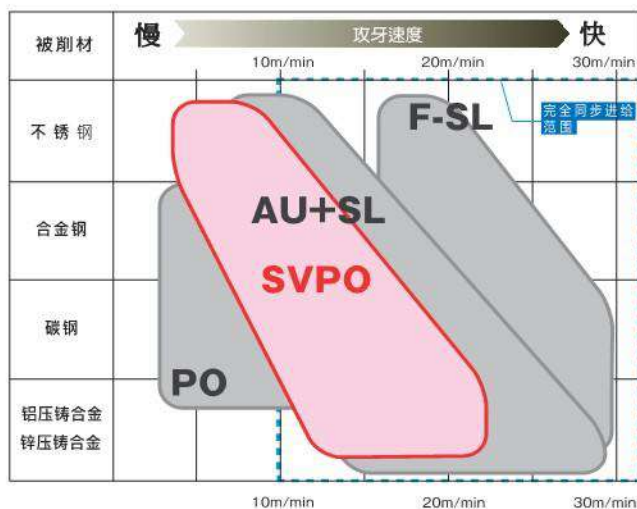 被削材
慢
攻牙速度
快
10m/min
20m/min
30m/min
不锈钢
F-SL
完全同步进给
范围
合金钢
AU+SL
SVPO
碳钢
PO
铝压铸合金
锌压铸合金
10m/min
20m/min
30m/min